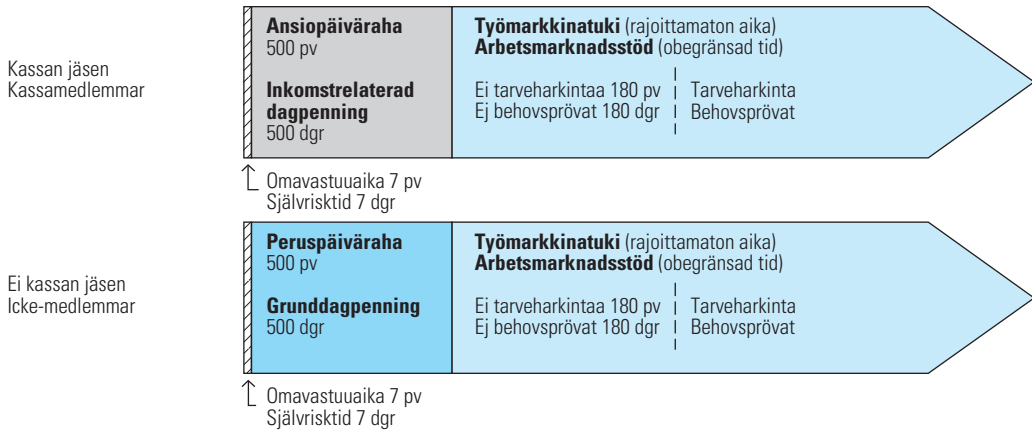 Kassan jäsen
Kassamedlemmar
Ansiopäiväraha
500 pv
Inkomstrelaterad
dagpenning
500 dgr
Työmarkkinatuki (rajoittamaton aika)
Arbetsmarknadsstöd (obegränsad tid)
Ei tarveharkintaa 180 pv
Ej behovsprövat 180 dgr
Tarveharkinta
Behovsprövat
Omavastuuaika 7 pv
Självrisktid 7 dgr
Ei kassan jäsen
Icke-medlemmar
Peruspäiväraha
500 pv
Grunddagpenning
500 dgr
Työmarkkinatuki (rajoittamaton aika)
Arbetsmarknadsstöd (obegränsad tid)
Ei tarveharkintaa 180 pv
Ej behovsprövat 180 dgr
Tarveharkinta
Behovsprövat
Omavastuuaika 7 pv
Självrisktid 7 dgr